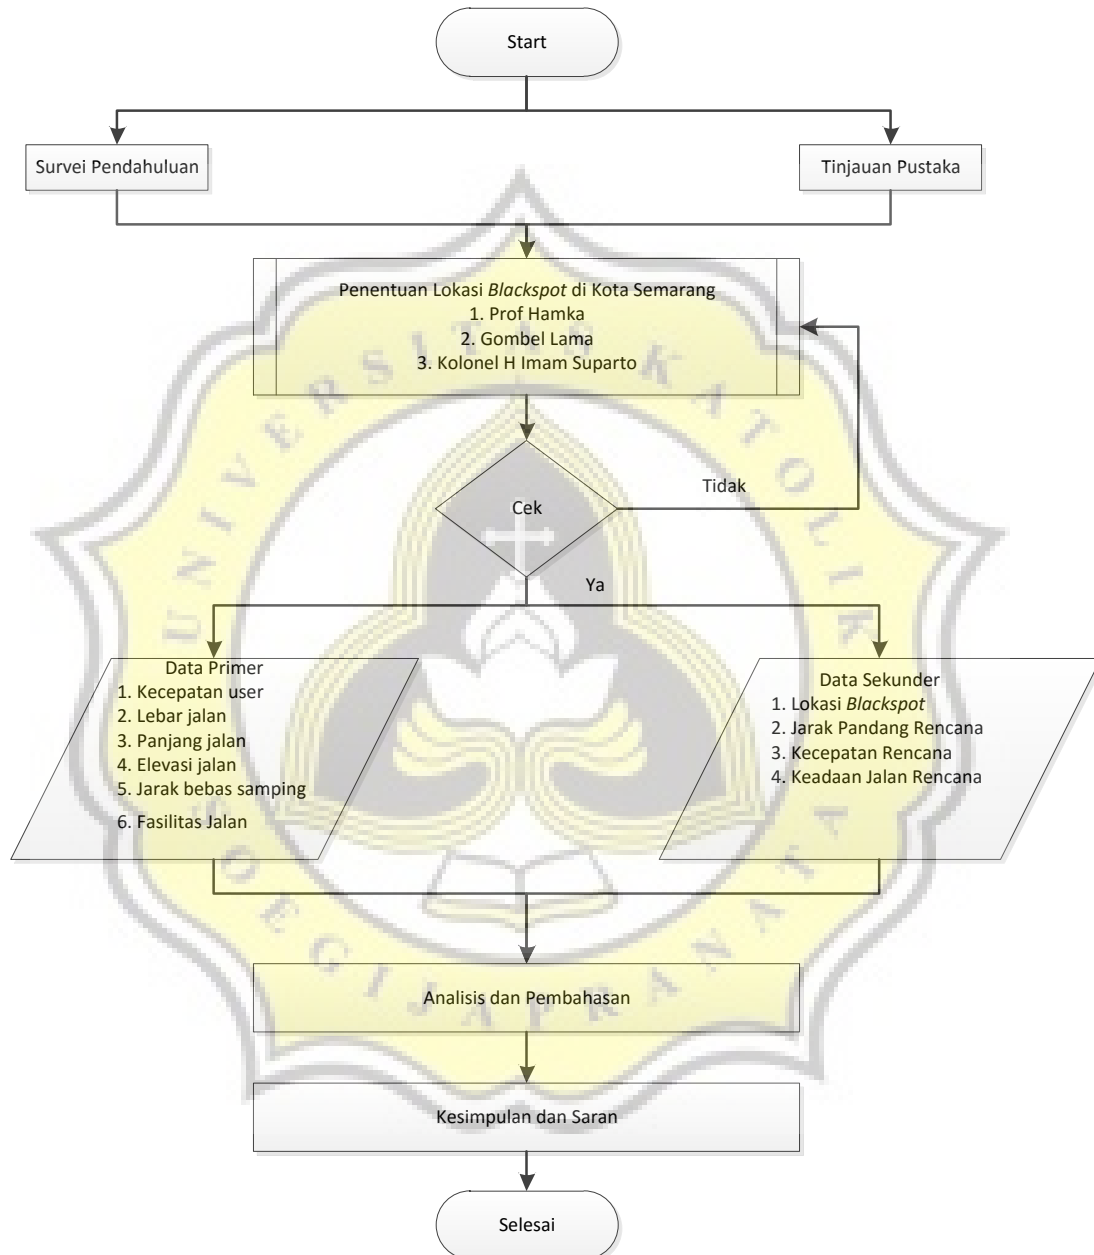 Start
Survei Pendahuluan
Tinjauan Pustaka
Penentuan Lokasi Blackspot di Kota Semarang
1. Prof Hamka
2. Gombel Lama
3. Kolonel H Imam Suparto
Cek
Tidak
Ya
Data Primer
1. Kecepatan user
2. Lebar jalan
3. Panjang jalan
4. Elevasi jalan
5. Jarak bebas samping
6. Fasilitas Jalan
Data Sekunder
1. Lokasi Blackspot
2. Jarak Pandang Rencana
3. Kecepatan Rencana
4. Keadaan Jalan Rencana
Analisis dan Pembahasan
Kesimpulan dan Saran
Selesai
UNIVERSITAS KATOLIK
SOEGIJAPRANATA